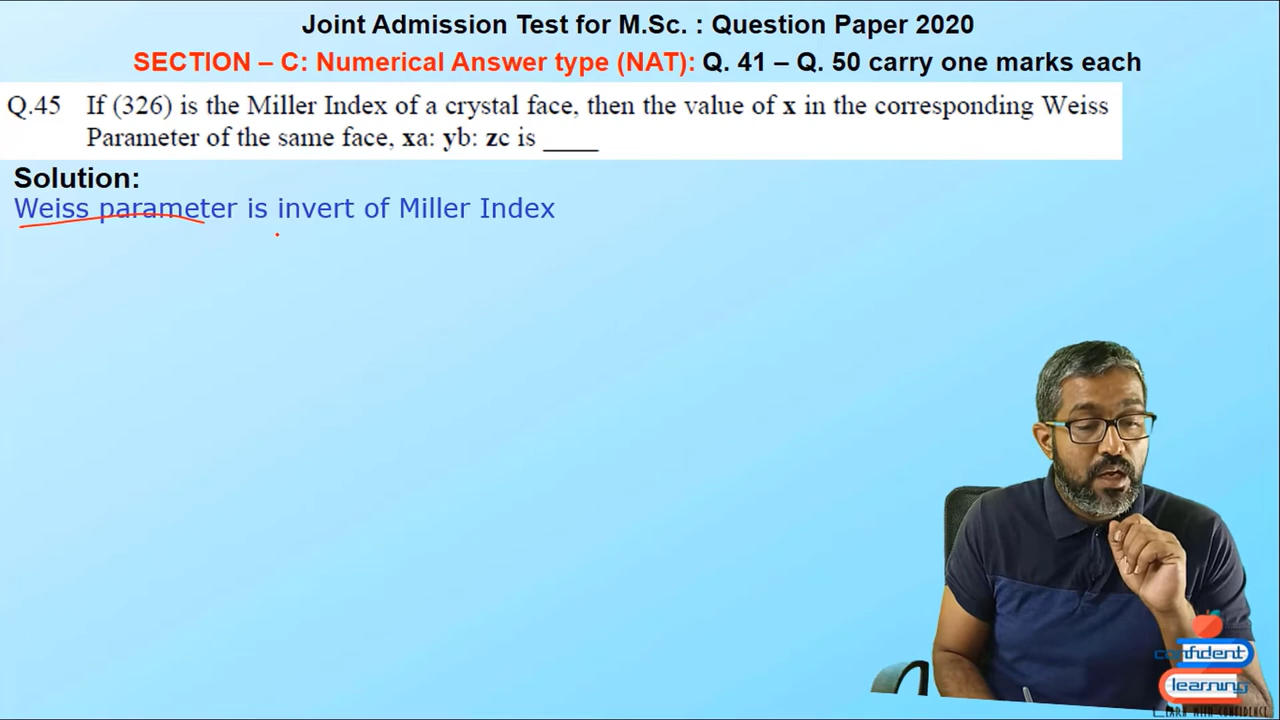 Joint Admission Test for M.Sc. : Question Paper 2020
SECTION – C: Numerical Answer type (NAT): Q. 41 – Q. 50 carry one marks each
Q.45 If (326) is the Miller Index of a crystal face, then the value of x in the corresponding Weiss
Parameter of the same face, xa: yb: zc is ____
Solution:
Weiss parameter is invert of Miller Index
confident
learning
LEARN WITH CONFIDENCE